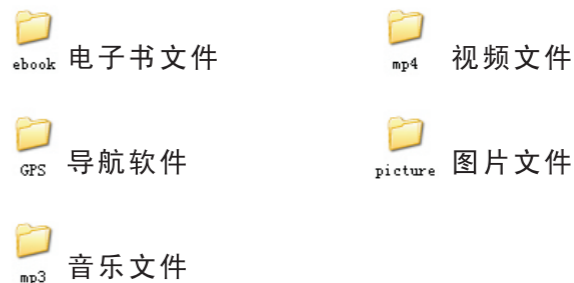 ebook 电子书文件
mp4 视频文件
GPS 导航软件
picture 图片文件
mp3 音乐文件